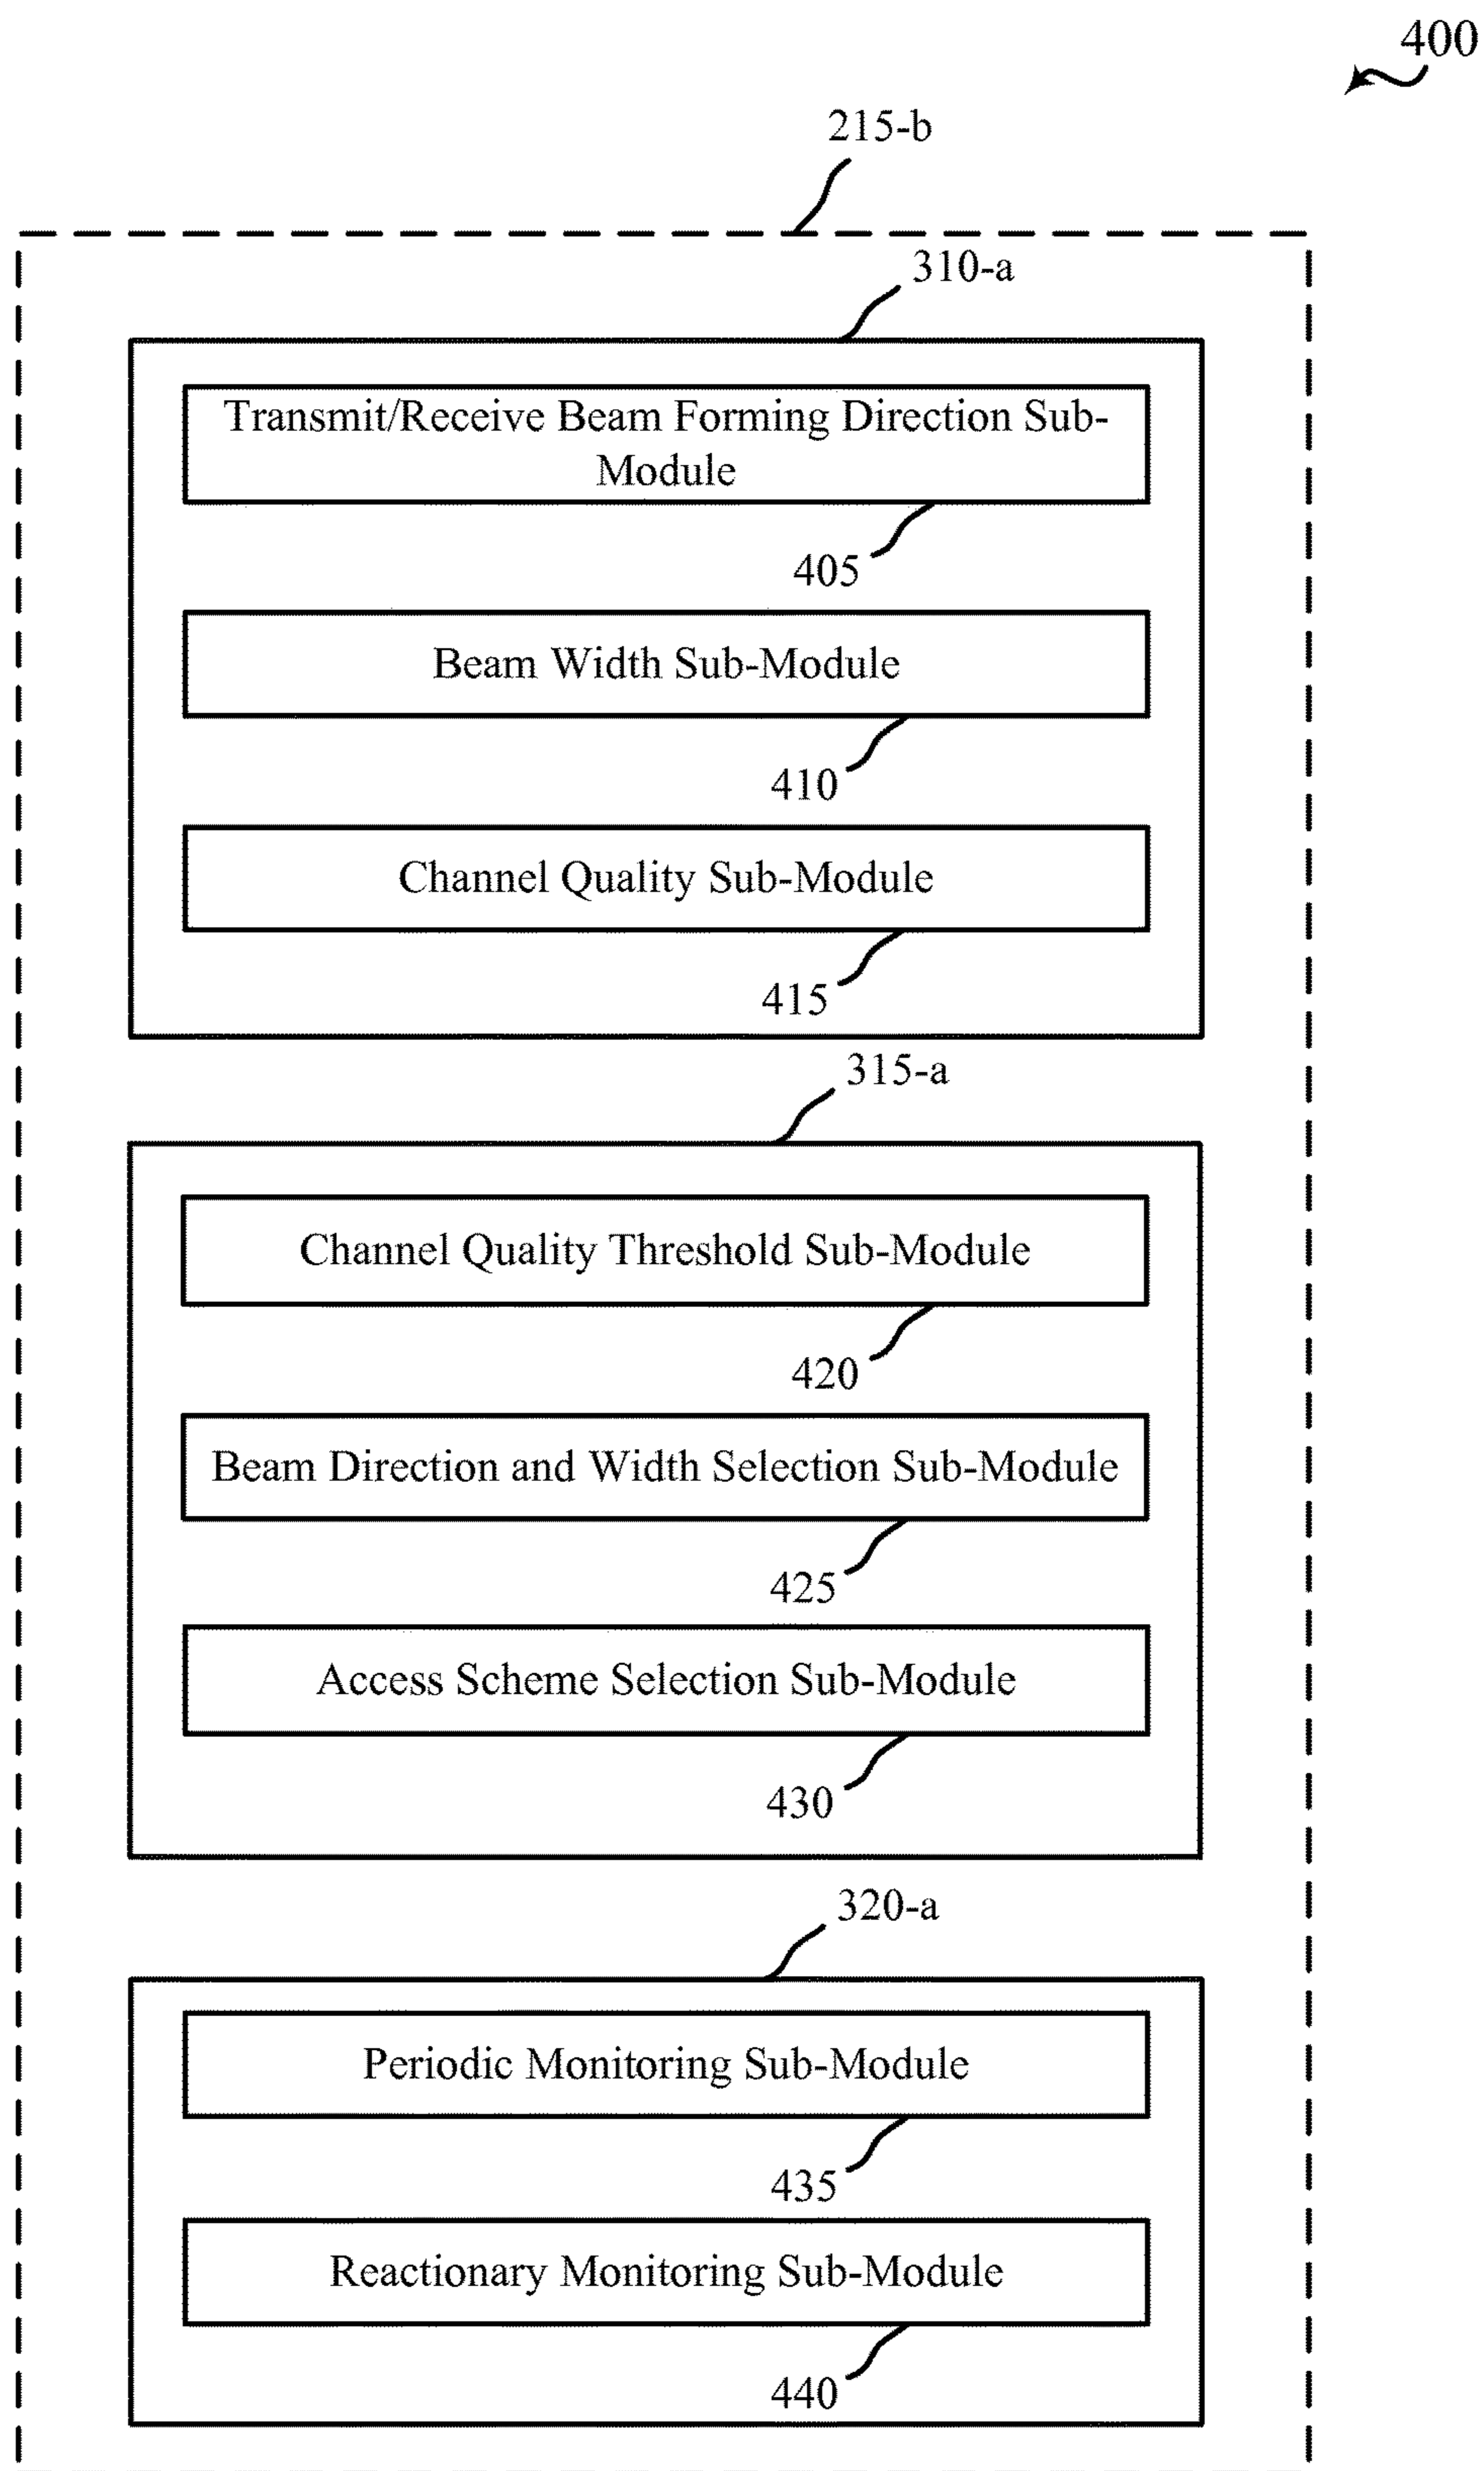 400
215-b
310-a
Transmit/Receive Beam Forming Direction Sub-
Module
405
Beam Width Sub-Module
410
Channel Quality Sub-Module
415
315-a
Channel Quality Threshold Sub-Module
420
Beam Direction and Width Selection Sub-Module
425
Access Scheme Selection Sub-Module
430
320-a
Periodic Monitoring Sub-Module
435
Reactionary Monitoring Sub-Module
440